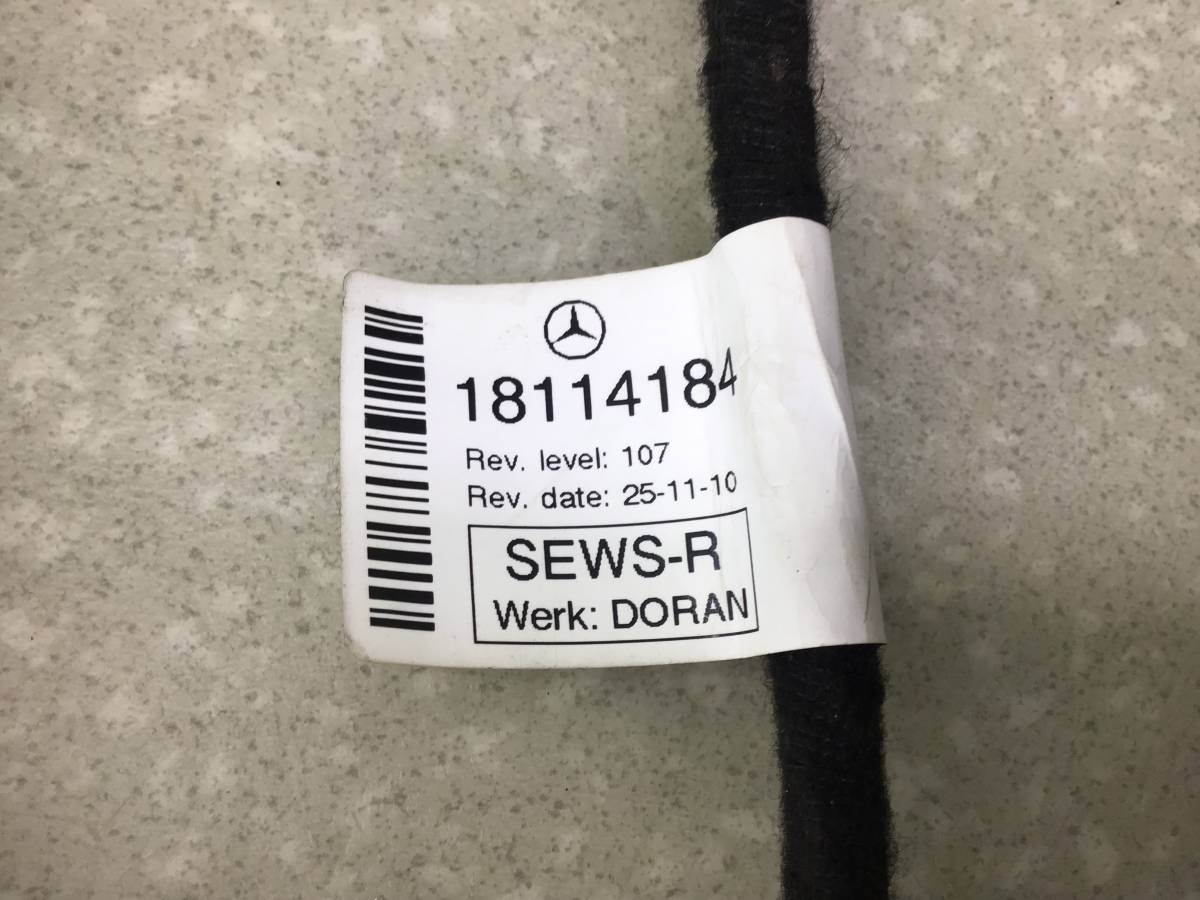 18114184
Rev. level: 107
Rev. date: 25-11-10
SEWS-R
Werk: DORAN